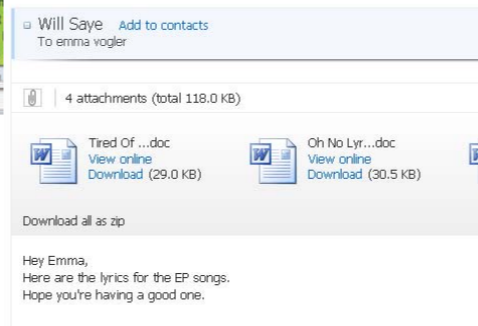 Will Saye Add to contacts
To emma vogler
4 attachments (total 118.0 KB)
Tired Of ...doc
View online
Download (29.0 KB)
Oh No Lyr...doc
View online
Download (30.5 KB)
Download all as zip
Hey Emma,
Here are the lyrics for the EP songs.
Hope you're having a good one.